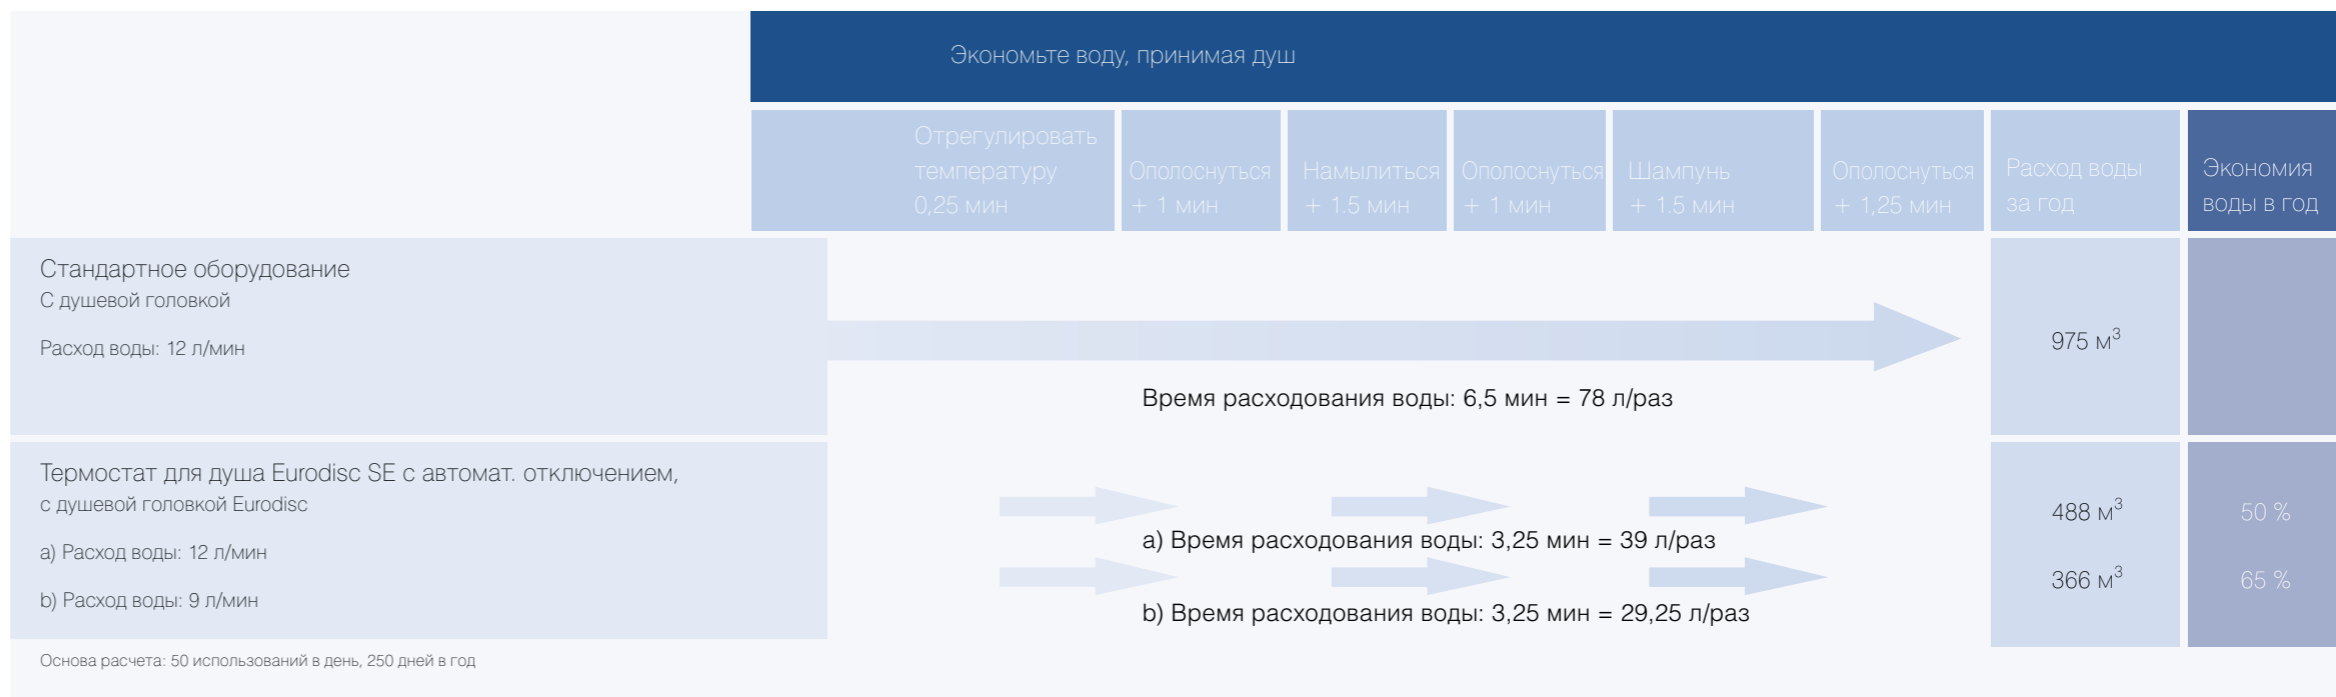 Экономьте воду, принимая душ
Отрегулировать
температуру
0,25 мин
Ополоснуться
+ 1 мин
Намылиться
+ 1.5 мин
Ополоснуться
+ 1 мин
Шампунь
+ 1.5 мин
Ополоснуться
+ 1,25 мин
Расход воды
за год
Экономия
воды в год
Стандартное оборудование
С душевой головкой
Расход воды: 12 л/мин
975 м³
Время расходования воды: 6,5 мин = 78 л/раз
Термостат для душа Eurodisc SE с автомат. отключением,
с душевой головкой Eurodisc
a) Расход воды: 12 л/мин
b) Расход воды: 9 л/мин
a) Время расходования воды: 3,25 мин = 39 л/раз
b) Время расходования воды: 3,25 мин = 29,25 л/раз
488 м³
50 %
366 м³
65 %
Основа расчета: 50 использований в день, 250 дней в год